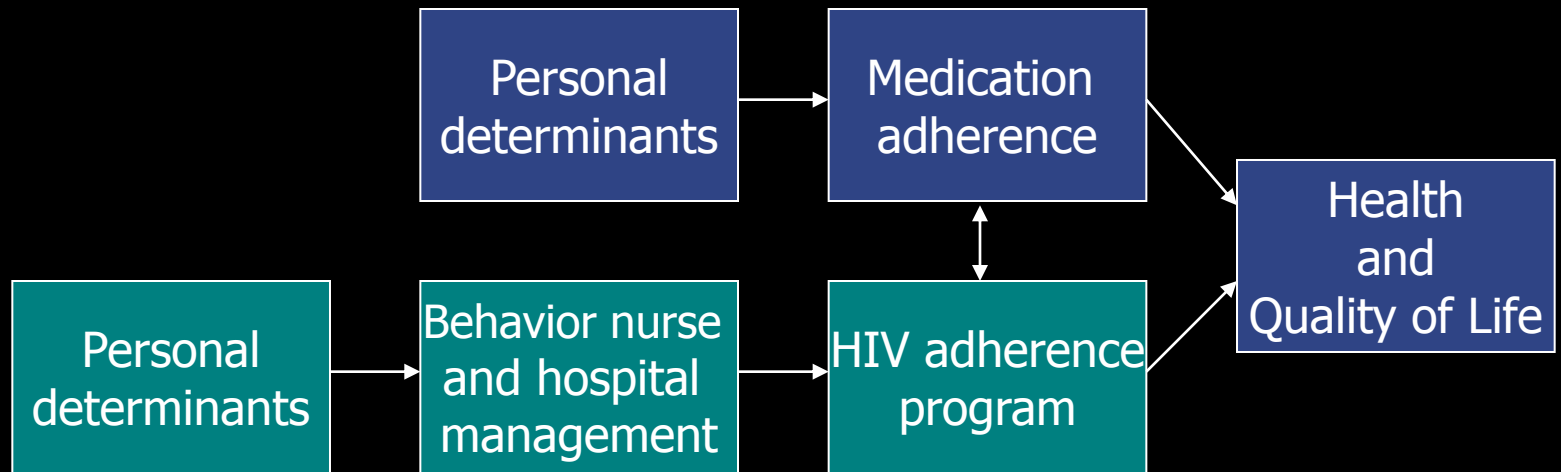 Personal
determinants
Medication
adherence
Health
and
Quality of Life
Personal
determinants
Behavior nurse
and hospital
management
HIV adherence
program